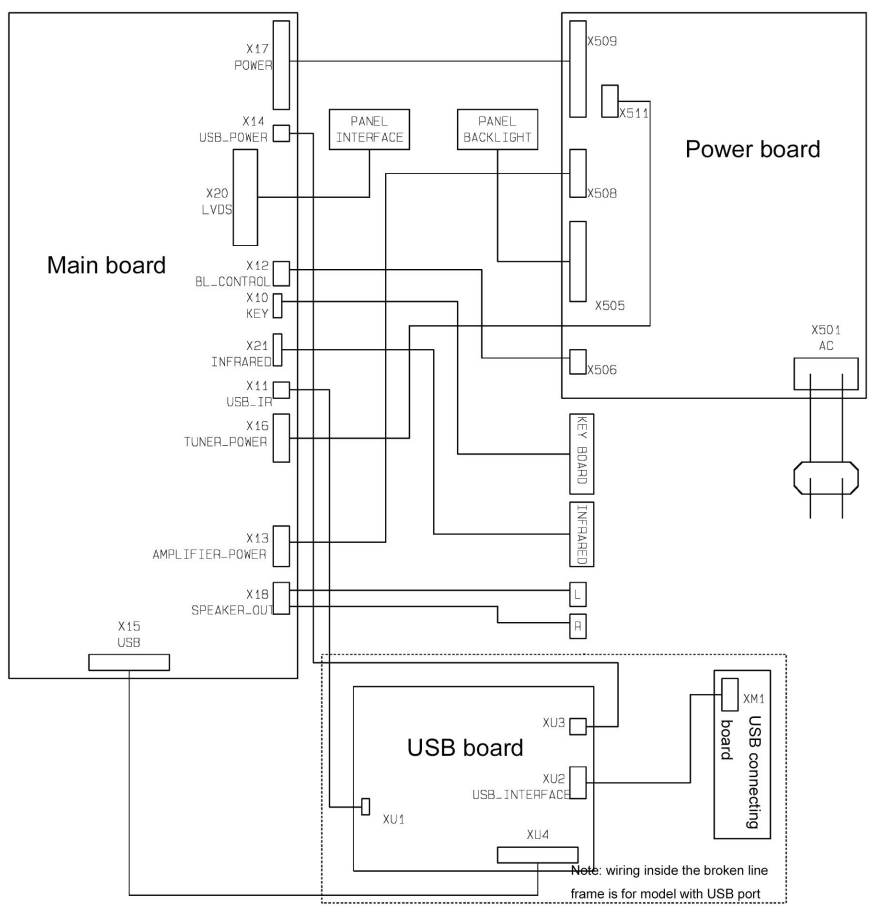 X17
POWER
X14
USB_POWER
X20
LVDS
Main board
X12
BL_CONTROL
X10
KEY
X21
INFRARED
X11
USB_IR
X16
TUNER_POWER
X13
AMPLIFIER_POWER
X18
SPEAKER_OUT
X15
USB
PANEL
INTERFACE
PANEL
BACKLIGHT
X509
X511
Power board
X508
X505
X506
X501
AC
KEY BOARD
INFRARED
L
R
USB board
XU3
XU2
USB_INTERFACE
XU1
XU4
XM1
USB connecting
board
Note: wiring inside the broken line
frame is for model with USB port